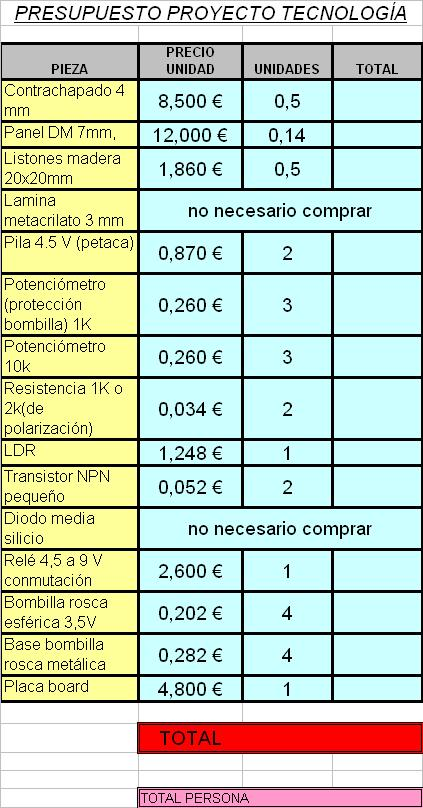 PRESUPUESTO PROYECTO TECNOLOGÍA
PIEZA PRECIO UNIDAD UNIDADES TOTAL
Contrachapado 4 mm 8,500 € 0,5
Panel DM 7mm, 12,000 € 0,14
Listones madera 20x20mm 1,860 € 0,5
Lamina metacrilato 3 mm no necesario comprar
Pila 4.5 V (petaca) 0,870 € 2
Potenciómetro (protección bombilla) 1K 0,260 € 3
Potenciómetro 10k 0,260 € 3
Resistencia 1K o 2k(de polarización) 0,034 € 2
LDR 1,248 € 1
Transistor NPN pequeño 0,052 € 2
Diodo media silicio no necesario comprar
Relé 4,5 a 9 V conmutación 2,600 € 1
Bombilla rosca esférica 3,5V 0,202 € 4
Base bombilla rosca metálica 0,282 € 4
Placa board 4,800 € 1
TOTAL
TOTAL PERSONA